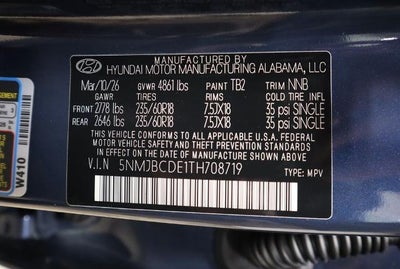 MANUFACTURED BY
HYUNDAI MOTOR MANUFACTURING ALABAMA, LLC
Mar/10/26 GVWR 4861 lbs PAINT TB2 TRIM NNB
GAWR TIRES RIMS COLD TIRE INFL
FRONT 2778 lbs 235/60R18 7.5JX18 35 psi SINGLE
REAR 2646 lbs 235/60R18 7.5JX18 35 psi SINGLE
THIS VEHICLE CONFORMS TO ALL APPLICABLE U.S.A. FEDERAL
MOTOR VEHICLE SAFETY AND THEFT PREVENTION STANDARDS
IN EFFECT ON THE DATE OF MANUFACTURE SHOWN ABOVE.
V.I.N 5NMJBCDE1TH708719
TYPE: MPV
W410